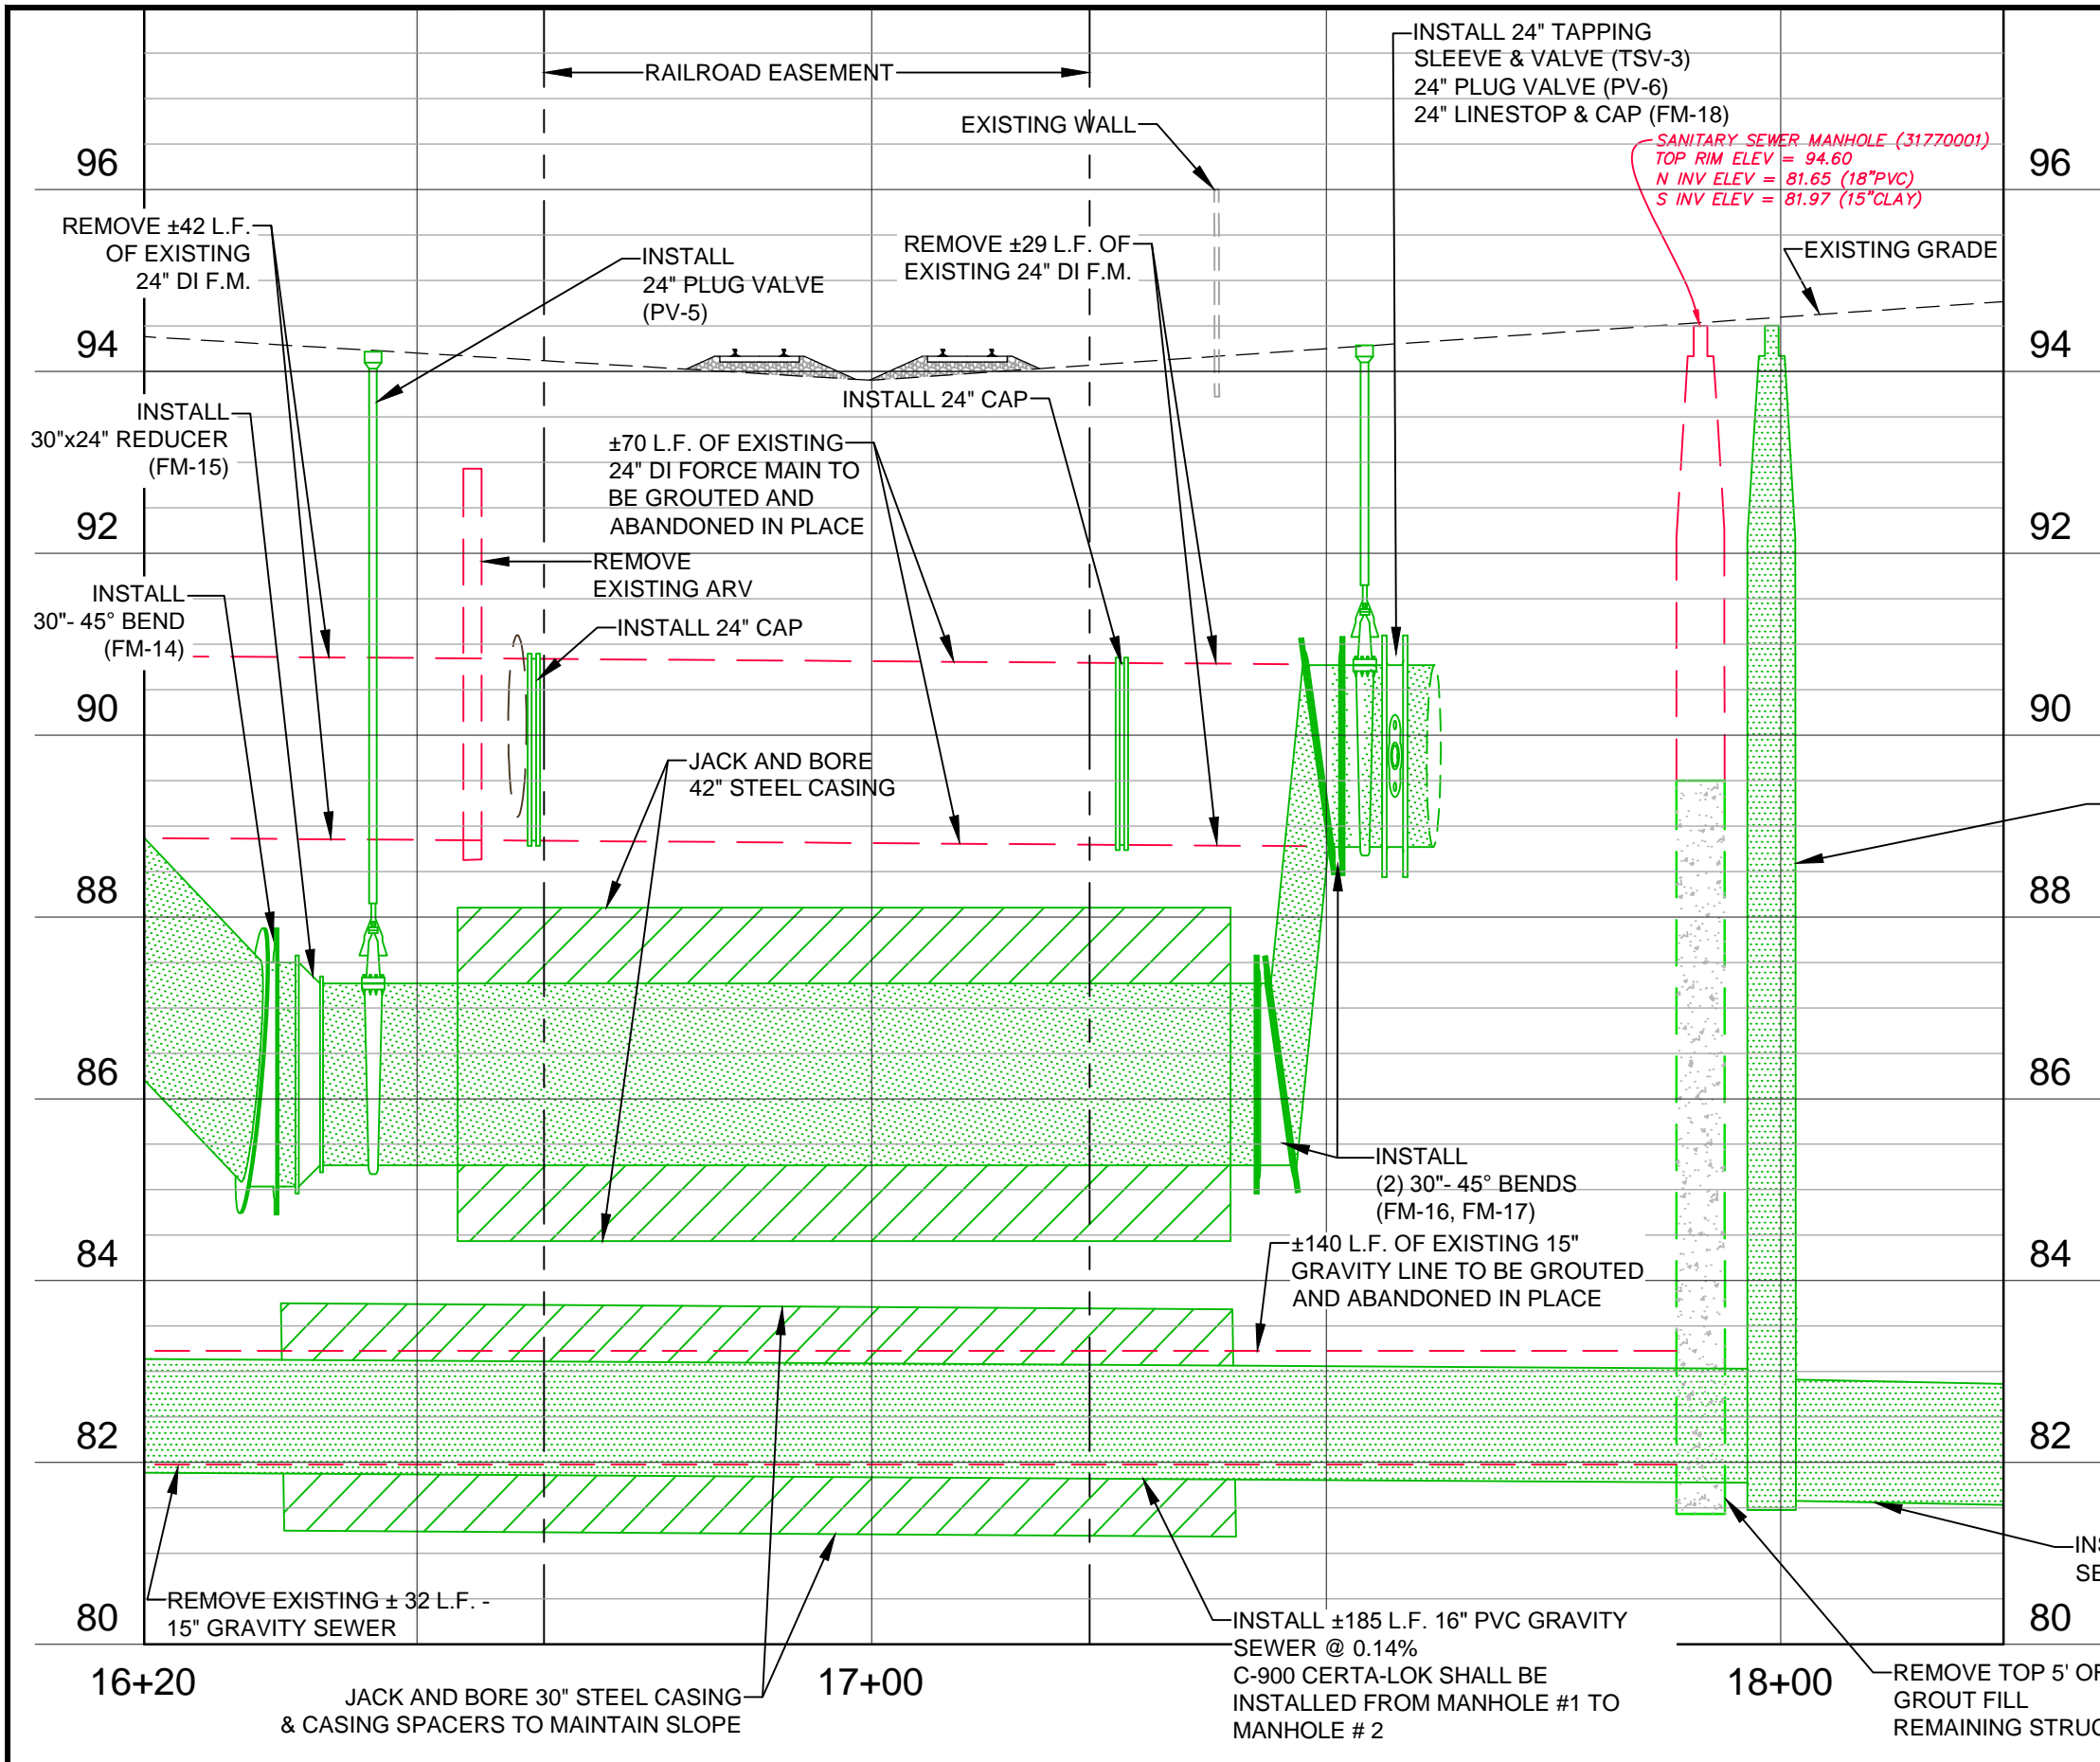 RAILROAD EASEMENT
INSTALL 24" TAPPING
SLEEVE & VALVE (TSV-3)
24" PLUG VALVE (PV-6)
24" LINESTOP & CAP (FM-18)
EXISTING WALL
SANITARY SEWER MANHOLE (31770001)
TOP RIM ELEV = 94.60
N INV ELEV = 81.65 (18"PVC)
S INV ELEV = 81.97 (15"CLAY)
96
96
REMOVE ±42 L.F.
OF EXISTING
24" DI F.M.
INSTALL
24" PLUG VALVE
(PV-5)
REMOVE ±29 L.F. OF
EXISTING 24" DI F.M.
EXISTING GRADE
94
94
INSTALL
30"x24" REDUCER
(FM-15)
INSTALL 24" CAP
±70 L.F. OF EXISTING
24" DI FORCE MAIN TO
BE GROUTED AND
ABANDONED IN PLACE
92
92
REMOVE
EXISTING ARV
INSTALL
30"- 45° BEND
(FM-14)
INSTALL 24" CAP
90
90
JACK AND BORE
42" STEEL CASING
88
88
86
86
INSTALL
(2) 30"- 45° BENDS
(FM-16, FM-17)
84
84
±140 L.F. OF EXISTING 15"
GRAVITY LINE TO BE GROUTED
AND ABANDONED IN PLACE
82
82
REMOVE EXISTING ± 32 L.F. -
15" GRAVITY SEWER
80
80
INSTALL ±185 L.F. 16" PVC GRAVITY
SEWER @ 0.14%
C-900 CERTA-LOK SHALL BE
INSTALLED FROM MANHOLE #1 TO
MANHOLE # 2
16+20
17+00
18+00
JACK AND BORE 30" STEEL CASING
& CASING SPACERS TO MAINTAIN SLOPE
REMOVE TOP 5' OF
GROUT FILL
REMAINING